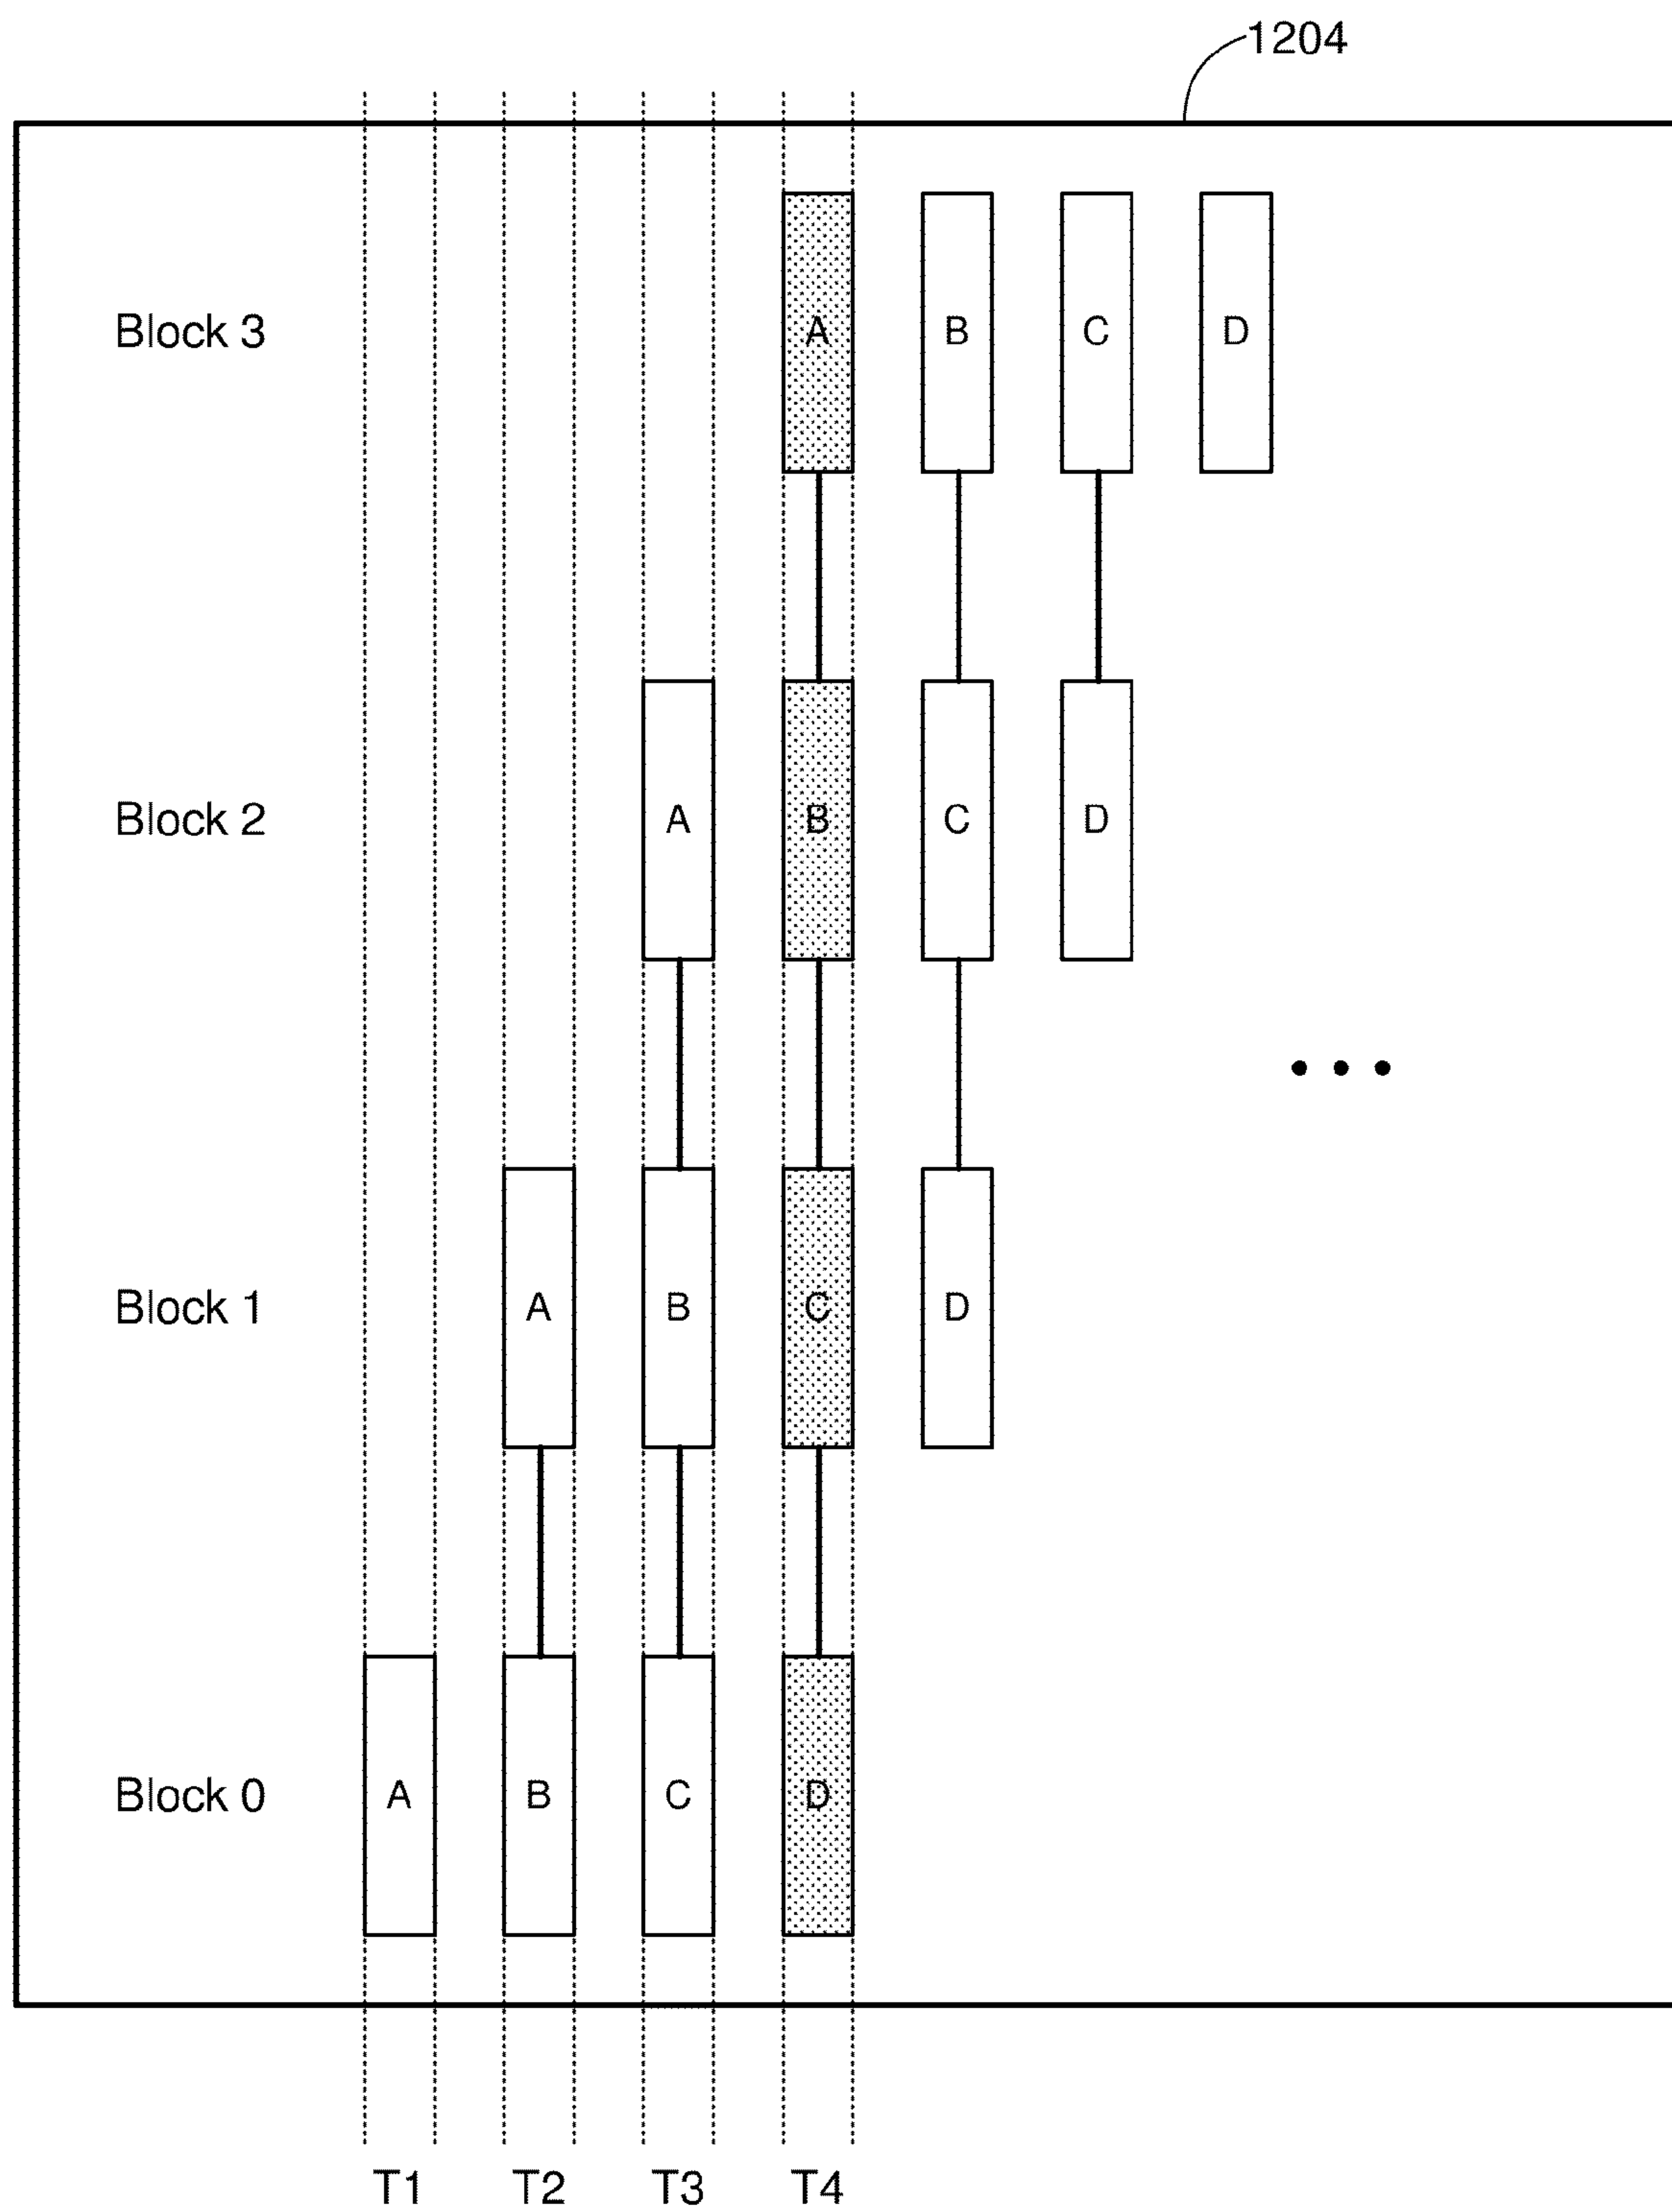 1204
Block 3 A B C D
Block 2 A B C D
Block 1 A B C D
Block 0 A B C D
T1 T2 T3 T4